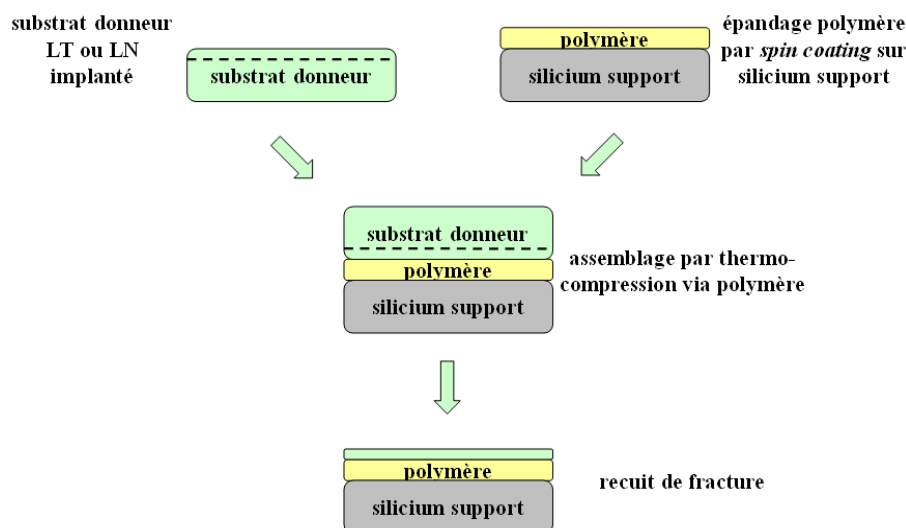 substrat donneur
LT ou LN
implanté
substrat donneur
polymère
silicium support
épandage polymère
par spin coating sur
silicium support
substrat donneur
polymère
silicium support
assemblage par thermo-
compression via polymère
polymère
silicium support
recuit de fracture